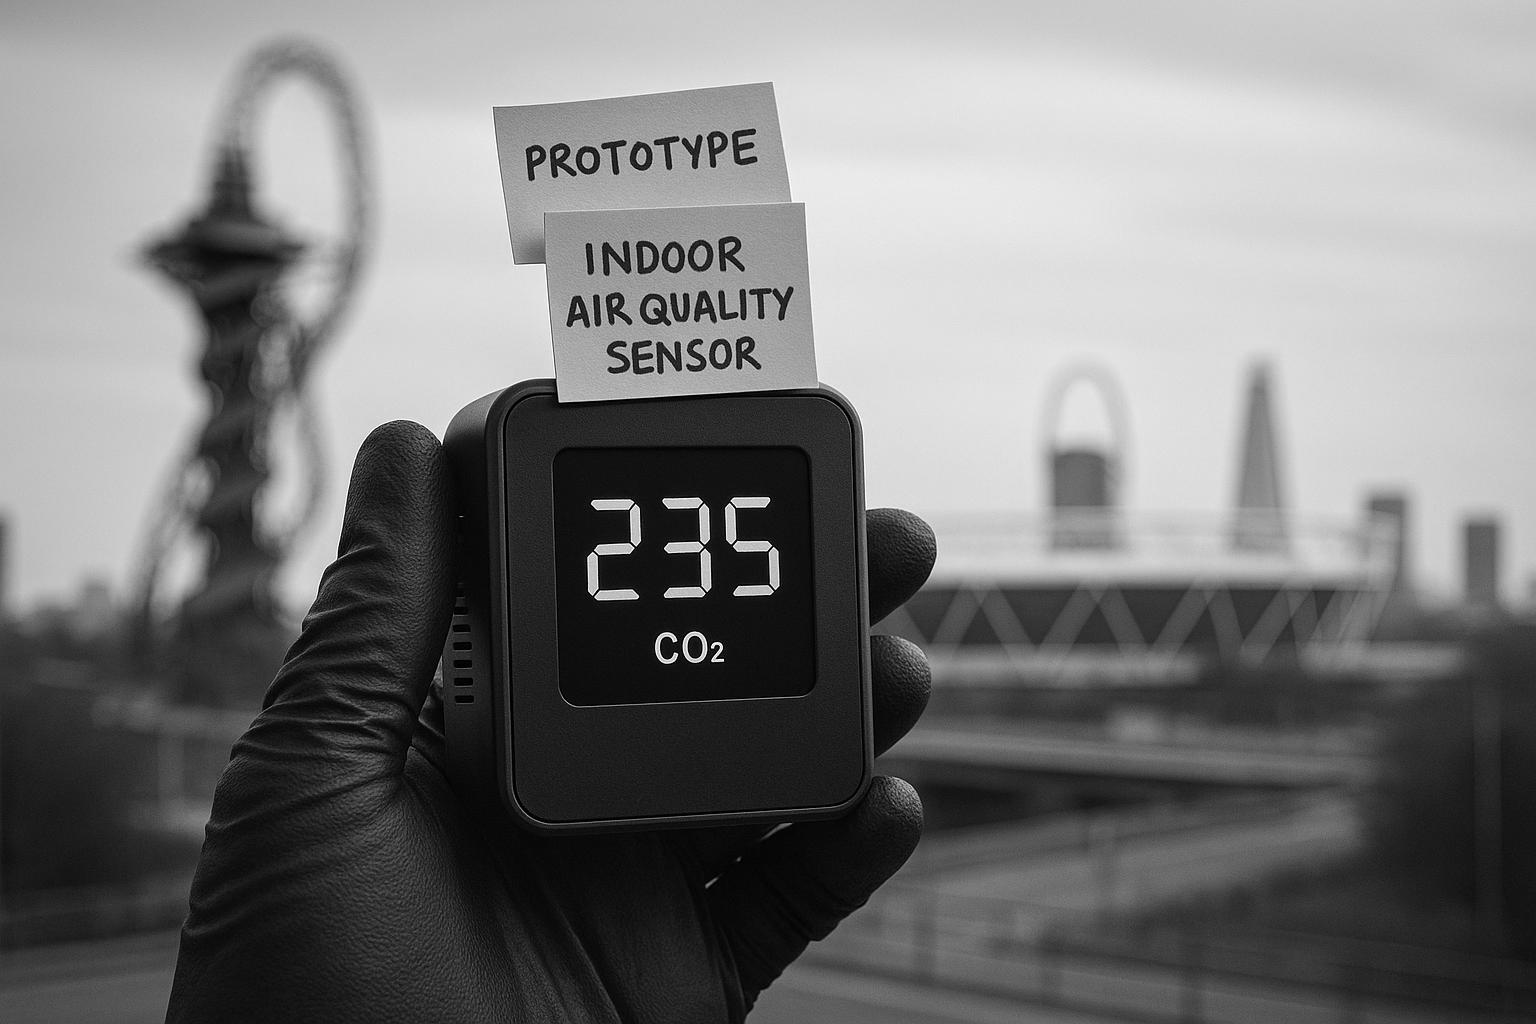 PROTOTYPE
INDOOR
AIR QUALITY
SENSOR
235
CO₂